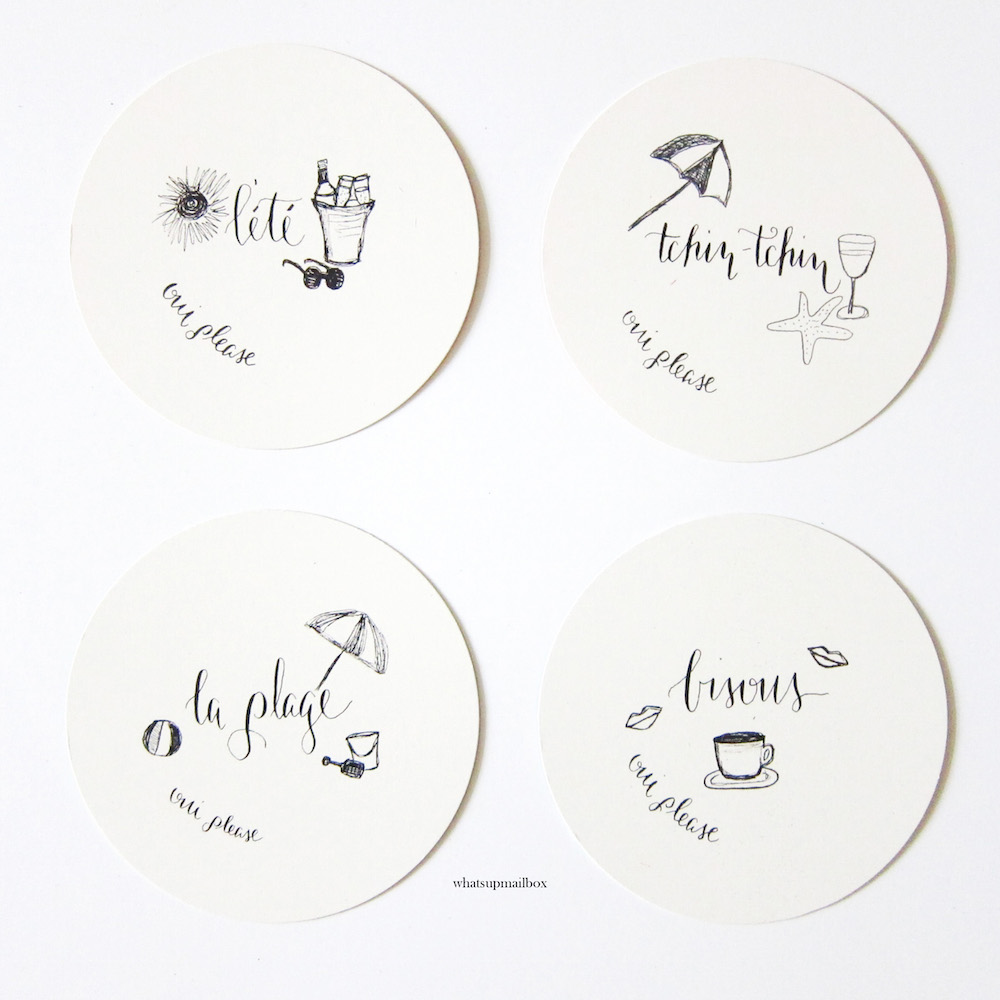 l'été
oui please
tchin-tchin
oui please
la plage
oui please
bisous
oui please
whatsupmailbox